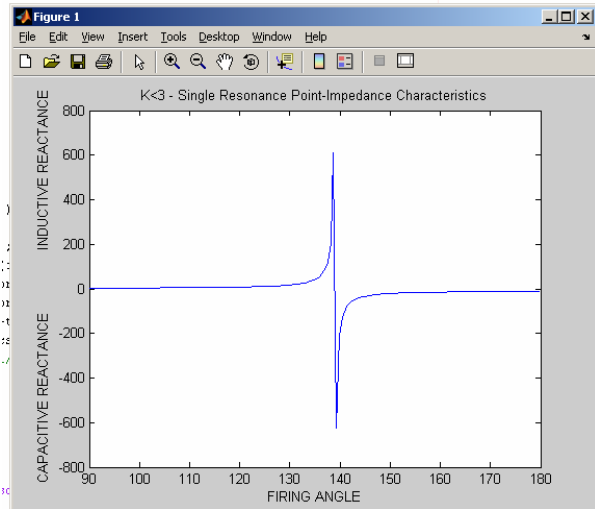 Figure 1
File Edit View Insert Tools Desktop Window Help
K<3 - Single Resonance Point-Impedance Characteristics
INDUCTIVE REACTANCE
CAPACITIVE REACTANCE
800
600
400
200
0
-200
-400
-600
-800
90 100 110 120 130 140 150 160 170 180
FIRING ANGLE